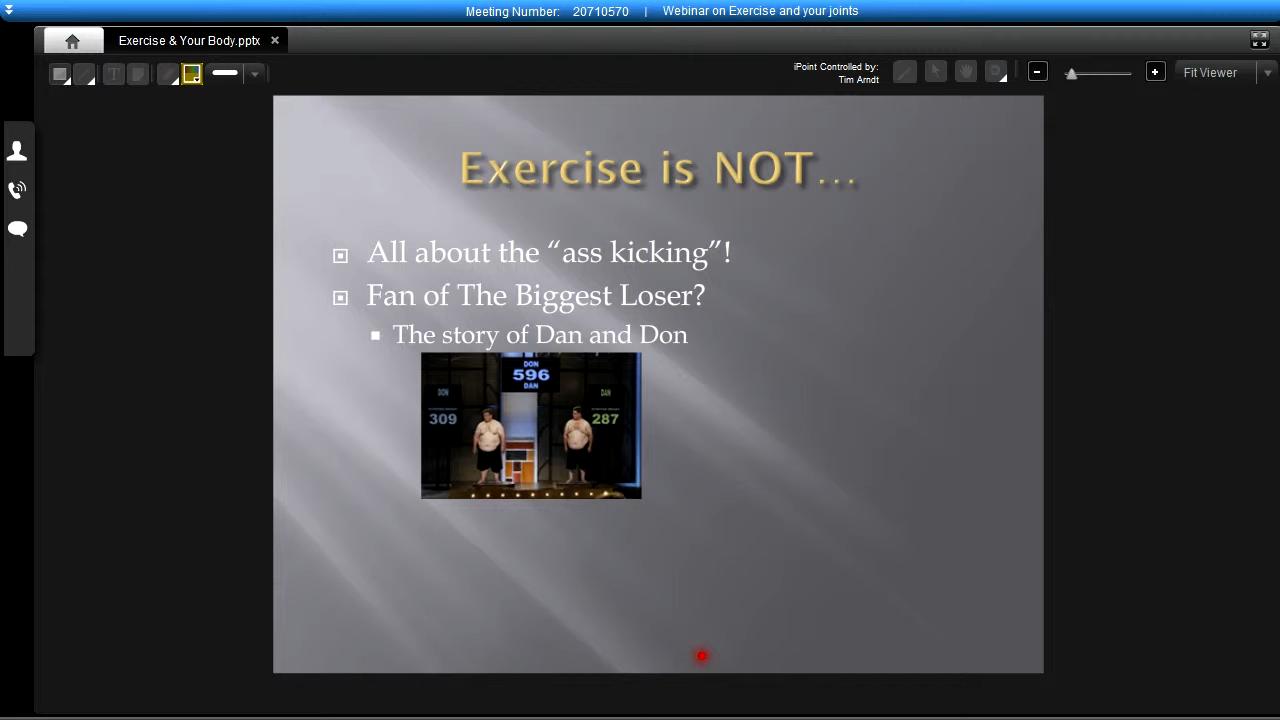 Meeting Number: 20710570 | Webinar on Exercise and your joints
Exercise & Your Body.pptx
iPoint Controlled by:
Tim Arndt
Fit Viewer
Exercise is NOT...
All about the “ass kicking”!
Fan of The Biggest Loser?
The story of Dan and Don
DON
596
DAN
DON
309
DAN
287